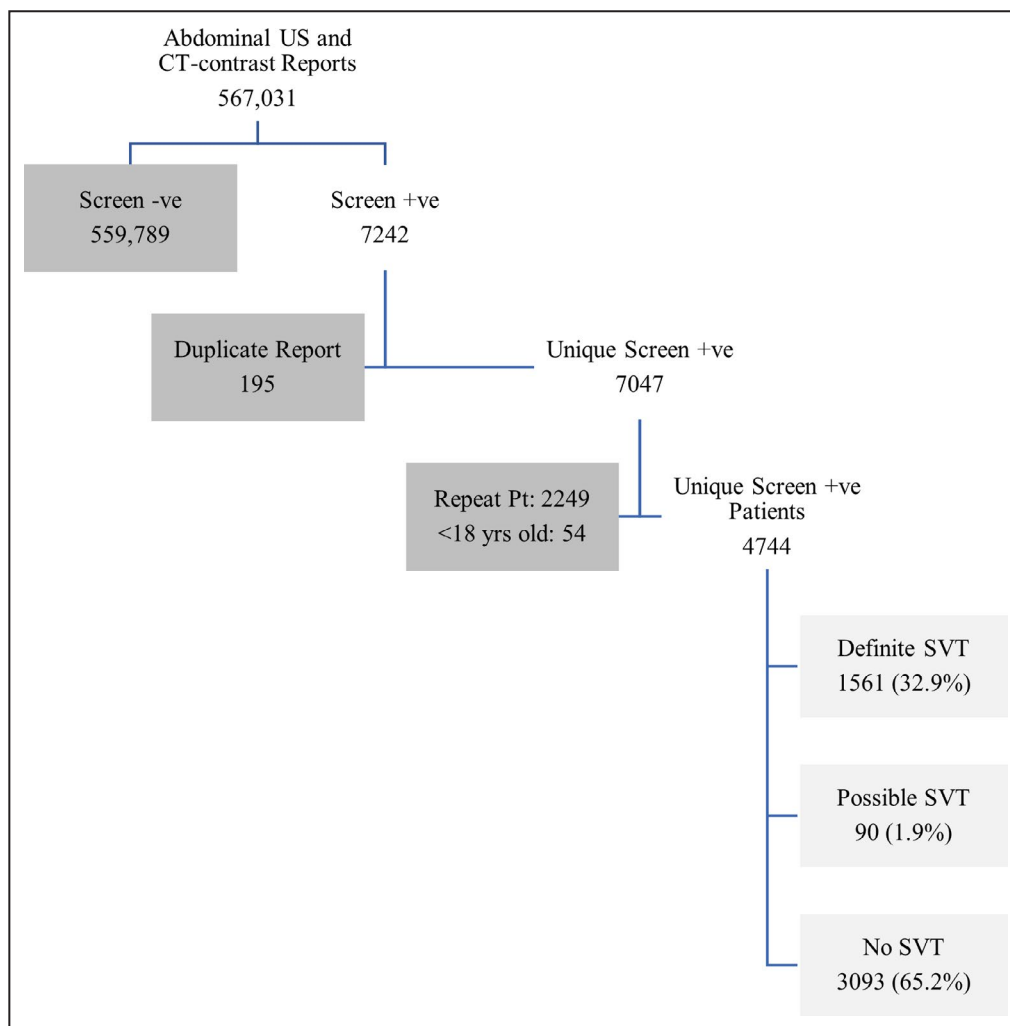 Abdominal US and
CT-contrast Reports
567,031
Screen -ve
559,789
Screen +ve
7242
Duplicate Report
195
Unique Screen +ve
7047
Repeat Pt: 2249
<18 yrs old: 54
Unique Screen +ve
Patients
4744
Definite SVT
1561 (32.9%)
Possible SVT
90 (1.9%)
No SVT
3093 (65.2%)